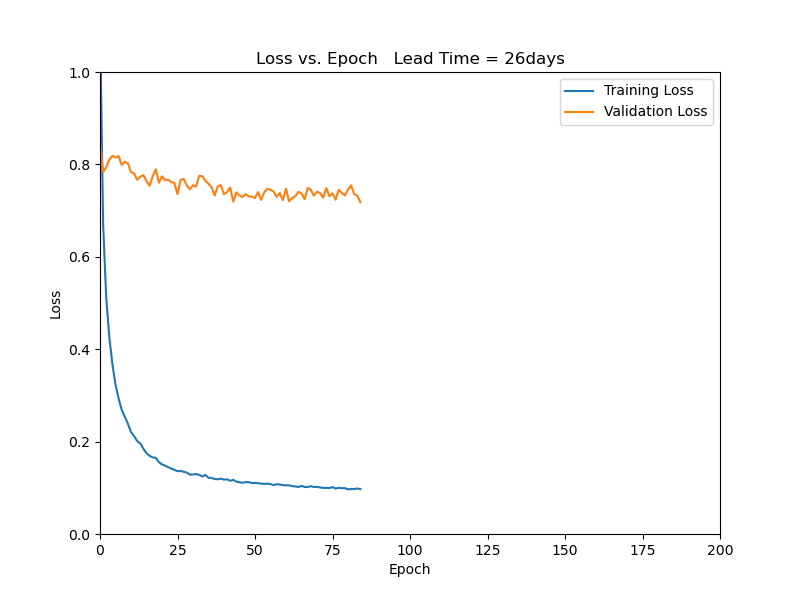 Loss vs. Epoch   Lead Time = 26days
Training Loss
Validation Loss
1.0
0.8
0.6
0.4
0.2
0.0
Loss
0 25 50 75 100 125 150 175 200
Epoch